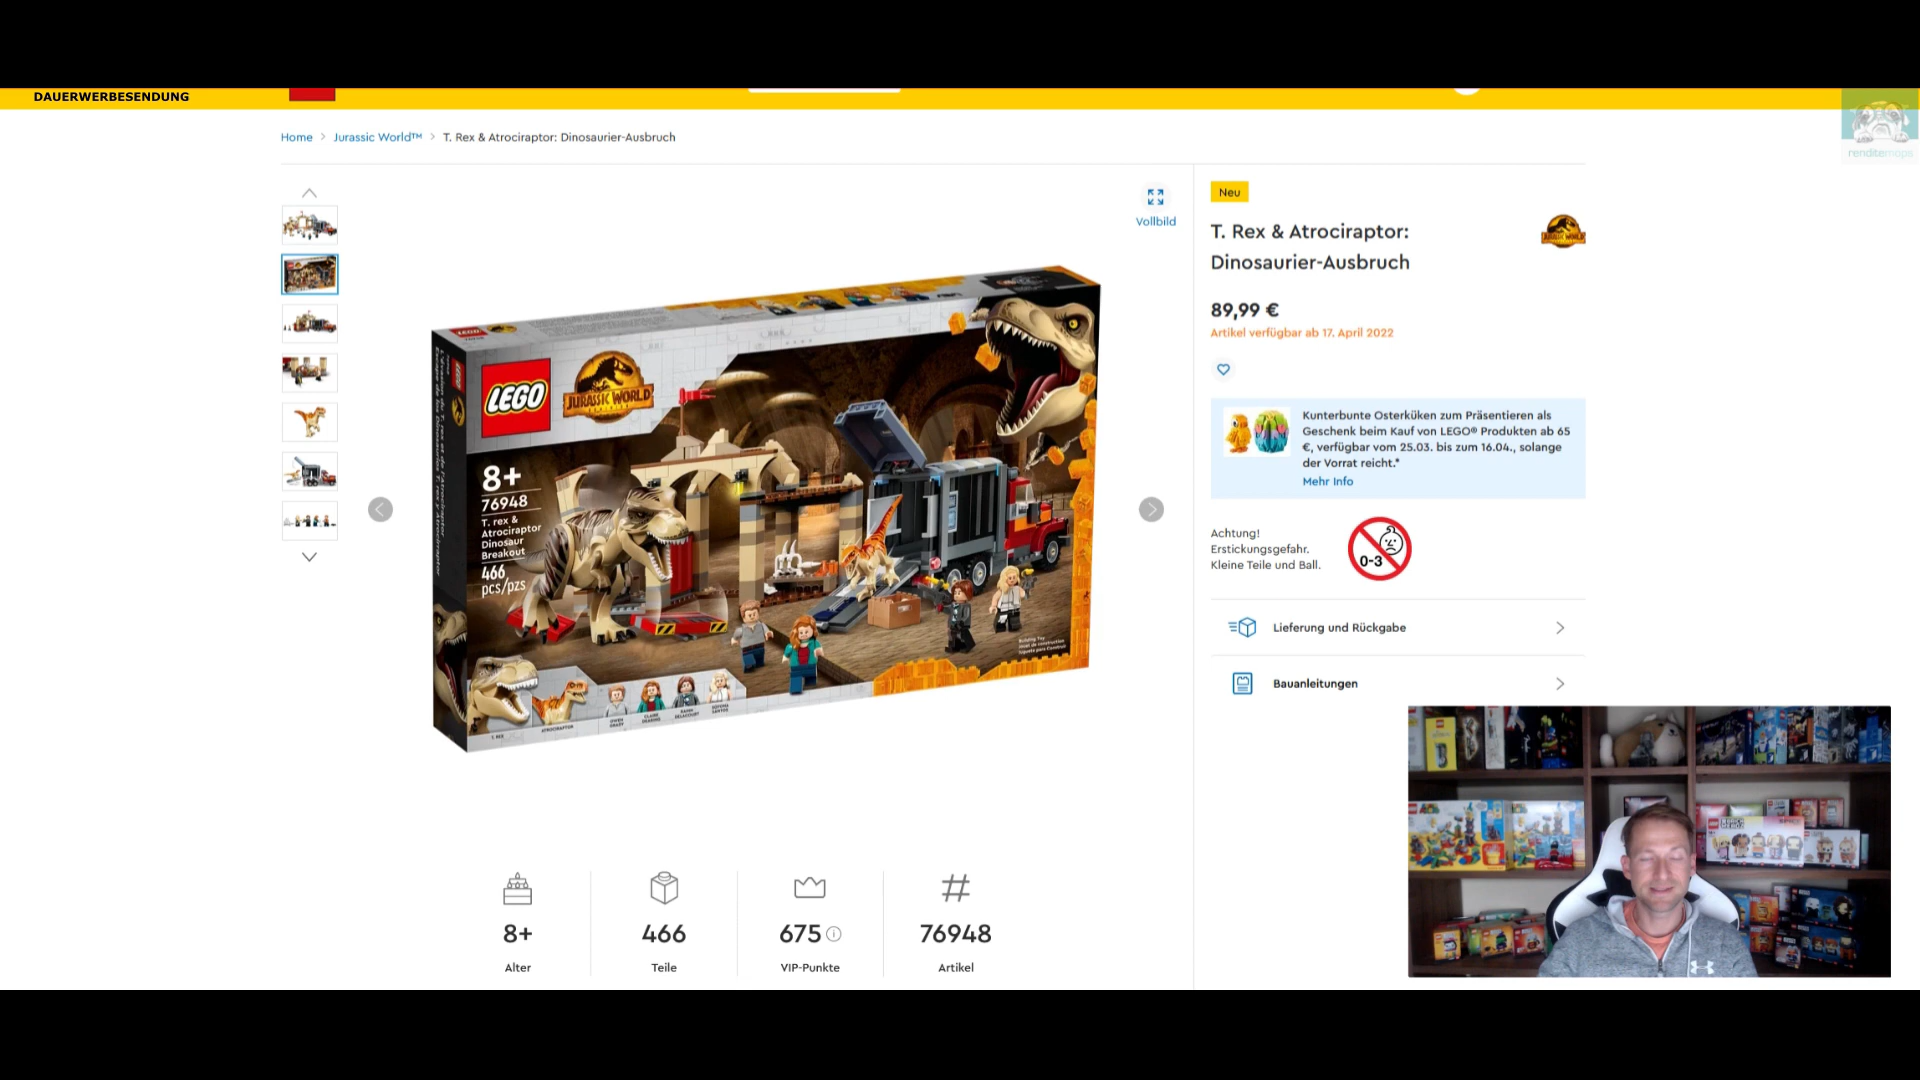 DAUERWERBESENDUNG
renditemops
Home > Jurassic World™ > T. Rex & Atrociraptor: Dinosaurier-Ausbruch
Vollbild
LEGO
JURASSIC WORLD
8+
76948
T. rex &
Atrociraptor
Dinosaur
Breakout
466
pcs/pzs
8+
Alter
466
Teile
675
VIP-Punkte
76948
Artikel
Neu
T. Rex & Atrociraptor:
Dinosaurier-Ausbruch
JURASSIC WORLD
89,99 €
Artikel verfügbar ab 17. April 2022
Kunterbunte Osterküken zum Präsentieren als
Geschenk beim Kauf von LEGO® Produkten ab 65
€, verfügbar vom 25.03. bis zum 16.04., solange
der Vorrat reicht.*
Mehr Info
Achtung!
Erstickungsgefahr.
Kleine Teile und Ball.
0-3
Lieferung und Rückgabe
Bauanleitungen